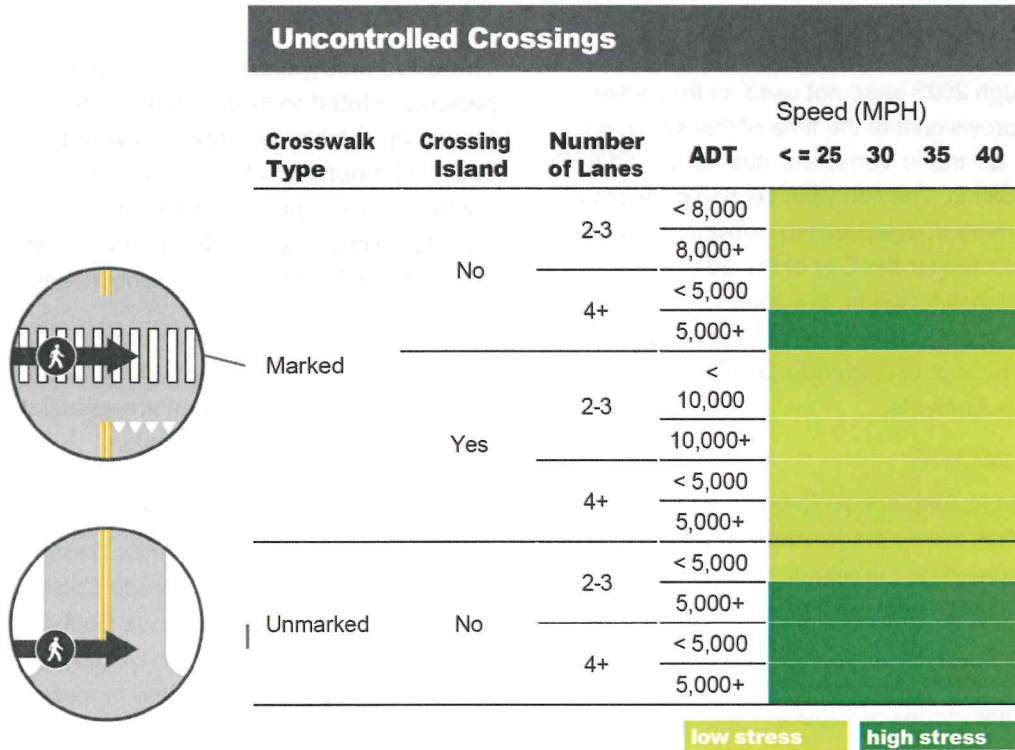 Uncontrolled Crossings
Speed (MPH)
Crosswalk Type Crossing Island Number of Lanes ADT <= 25 30 35 40
Marked No 2-3 < 8,000
8,000+
4+ < 5,000
5,000+
Yes 2-3 < 10,000
10,000+
4+ < 5,000
5,000+
Unmarked No 2-3 < 5,000
5,000+
4+ < 5,000
5,000+
low stress high stress